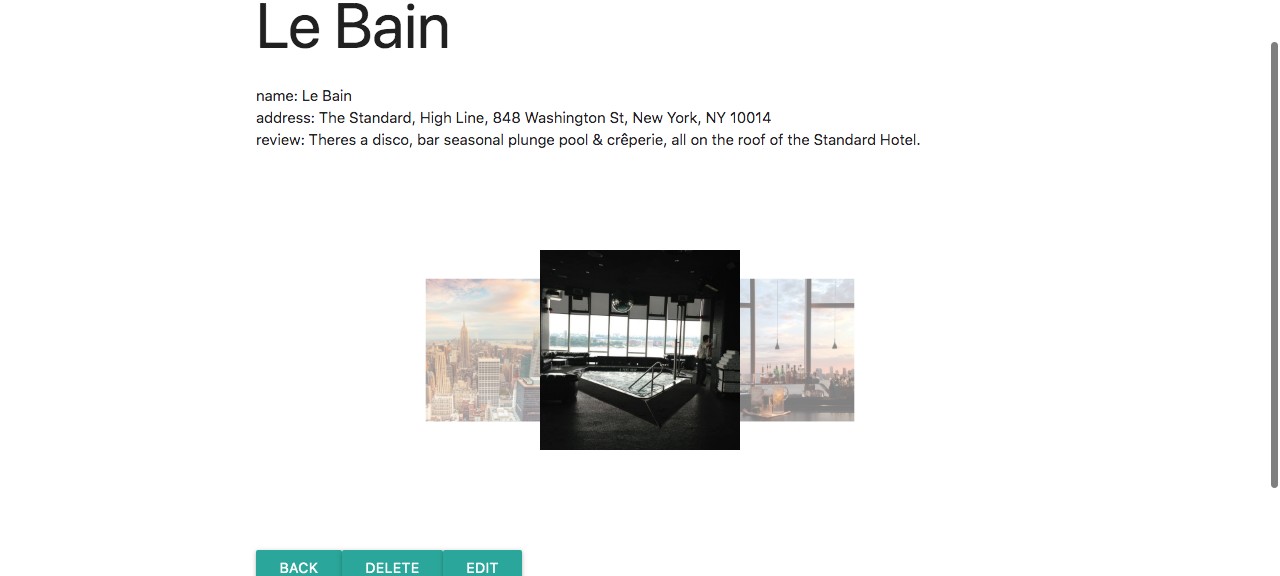 Le Bain
name: Le Bain
address: The Standard, High Line, 848 Washington St, New York, NY 10014
review: Theres a disco, bar seasonal plunge pool & crêperie, all on the roof of the Standard Hotel.
BACK DELETE EDIT